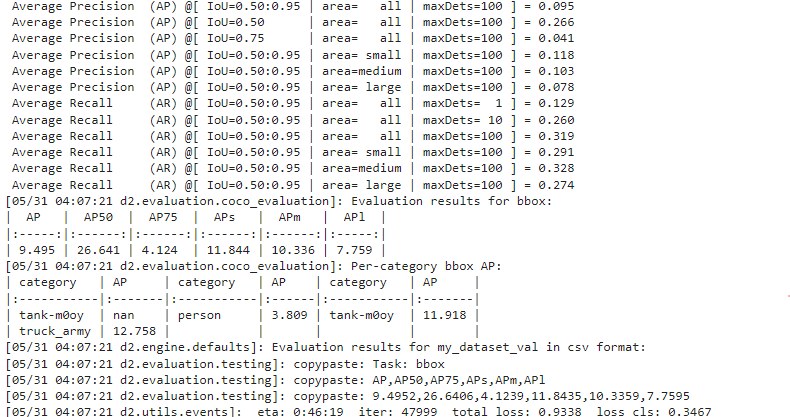 Average Precision  (AP) @[ IoU=0.50:0.95 | area=   all | maxDets=100 ] = 0.095
Average Precision  (AP) @[ IoU=0.50      | area=   all | maxDets=100 ] = 0.266
Average Precision  (AP) @[ IoU=0.75      | area=   all | maxDets=100 ] = 0.041
Average Precision  (AP) @[ IoU=0.50:0.95 | area= small | maxDets=100 ] = 0.118
Average Precision  (AP) @[ IoU=0.50:0.95 | area=medium | maxDets=100 ] = 0.103
Average Precision  (AP) @[ IoU=0.50:0.95 | area= large | maxDets=100 ] = 0.078
Average Recall     (AR) @[ IoU=0.50:0.95 | area=   all | maxDets=  1 ] = 0.129
Average Recall     (AR) @[ IoU=0.50:0.95 | area=   all | maxDets= 10 ] = 0.260
Average Recall     (AR) @[ IoU=0.50:0.95 | area=   all | maxDets=100 ] = 0.319
Average Recall     (AR) @[ IoU=0.50:0.95 | area= small | maxDets=100 ] = 0.291
Average Recall     (AR) @[ IoU=0.50:0.95 | area=medium | maxDets=100 ] = 0.328
Average Recall     (AR) @[ IoU=0.50:0.95 | area= large | maxDets=100 ] = 0.274
[05/31 04:07:21 d2.evaluation.coco_evaluation]: Evaluation results for bbox:
|  AP   |  AP50  |  AP75  |  APs   |  APm   |  APl  |
|:-----:|:------:|:------:|:------:|:------:|:-----:|
| 9.495 | 26.641 | 4.124  | 11.844 | 10.336 | 7.759 |
[05/31 04:07:21 d2.evaluation.coco_evaluation]: Per-category bbox AP:
| category   | AP     | category   | AP    | category   | AP     |
|:-----------|:-------|:-----------|:------|:-----------|:-------|
| tank-m0oy  | nan    | person     | 3.809 | tank-m0oy  | 11.918 |
| truck_army | 12.758 |            |       |            |        |
[05/31 04:07:21 d2.engine.defaults]: Evaluation results for my_dataset_val in csv format:
[05/31 04:07:21 d2.evaluation.testing]: copypaste: Task: bbox
[05/31 04:07:21 d2.evaluation.testing]: copypaste: AP,AP50,AP75,APs,APm,APl
[05/31 04:07:21 d2.evaluation.testing]: copypaste: 9.4952,26.6406,4.1239,11.8435,10.3359,7.7595
[05/31 04:07:21 d2.utils.events]:  eta: 0:46:19  iter: 47999  total_loss: 0.9338  loss_cls: 0.3467